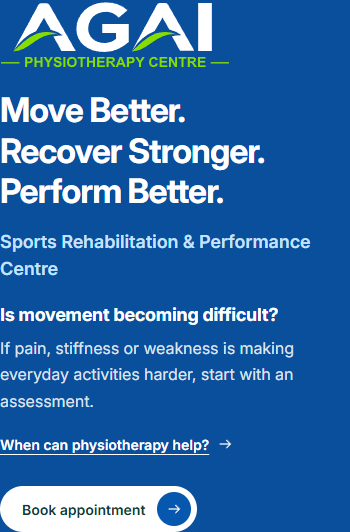 AGAI
PHYSIOTHERAPY CENTRE
Move Better.
Recover Stronger.
Perform Better.
Sports Rehabilitation & Performance
Centre
Is movement becoming difficult?
If pain, stiffness or weakness is making
everyday activities harder, start with an
assessment.
When can physiotherapy help? →
Book appointment →